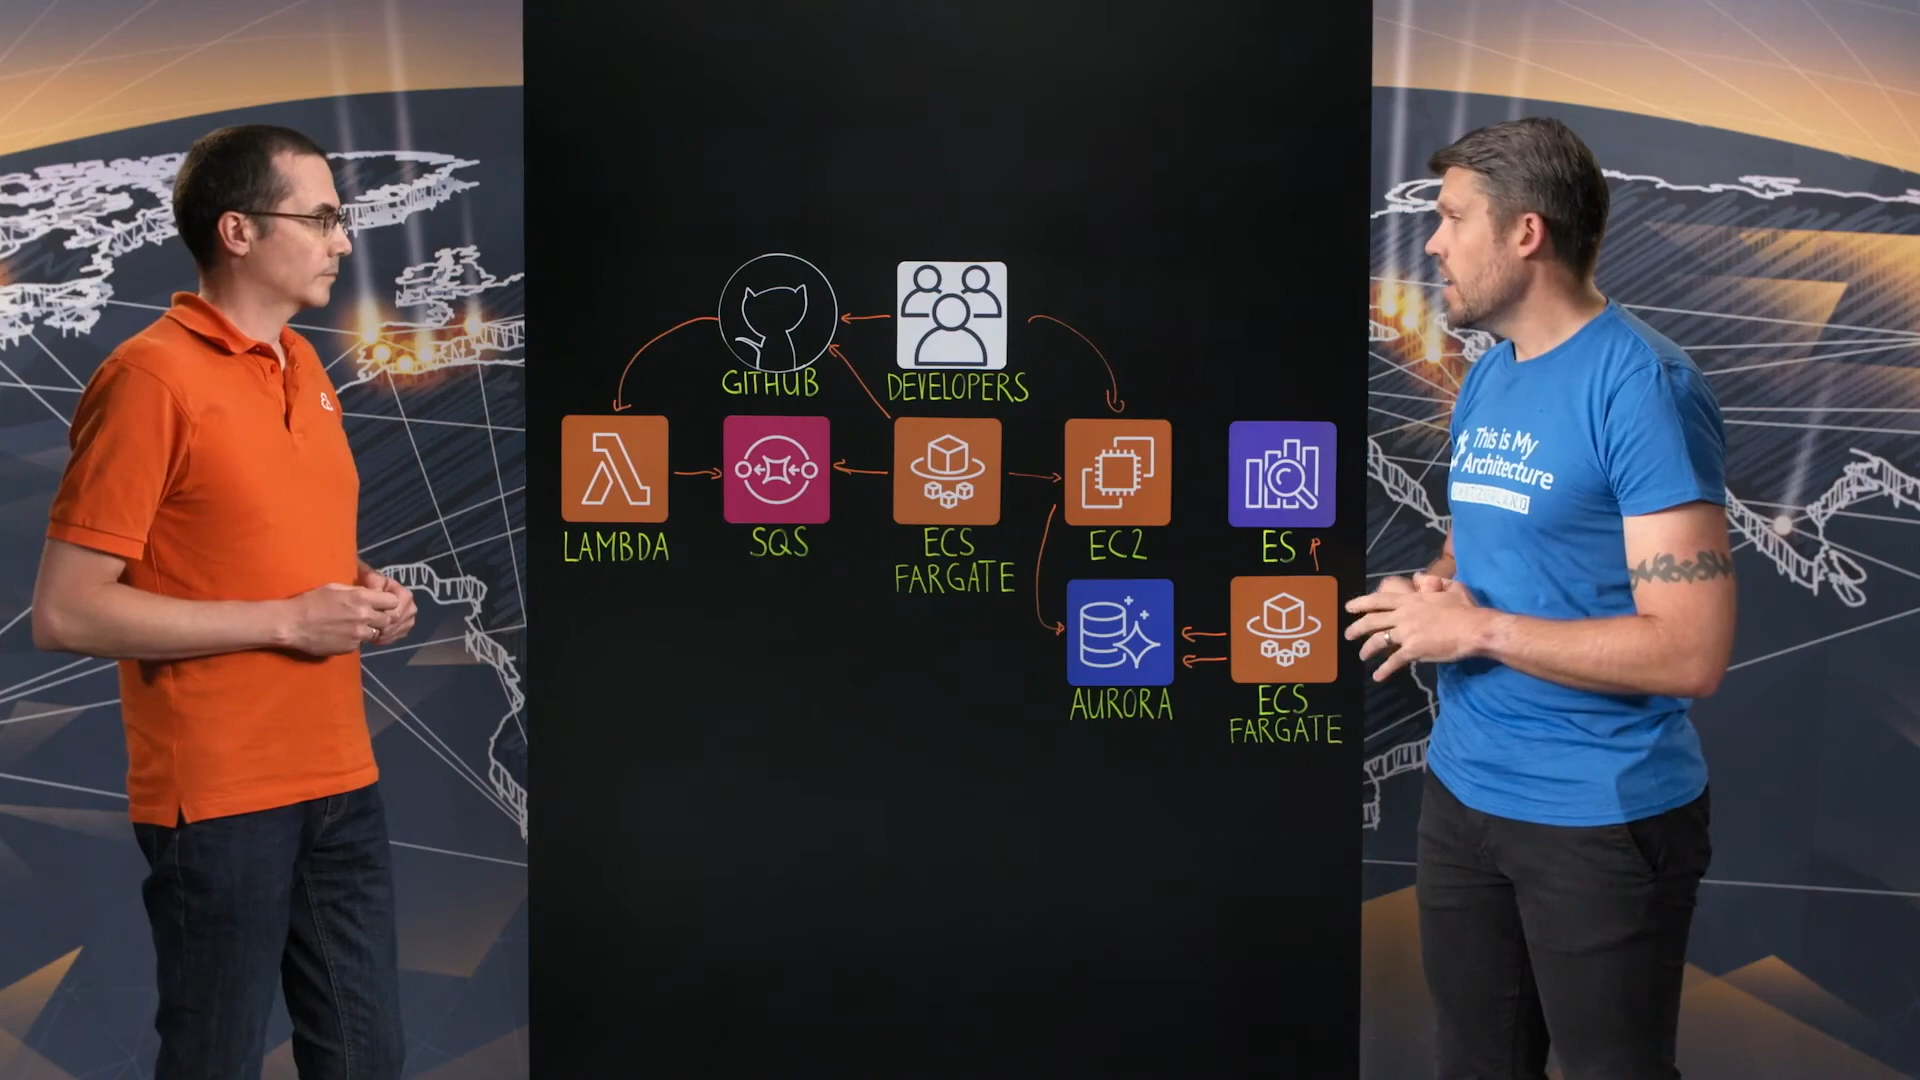 GITHUB
DEVELOPERS
LAMBDA
SQS
ECS
FARGATE
EC2
ES
AURORA
ECS
FARGATE
This is My
Architecture